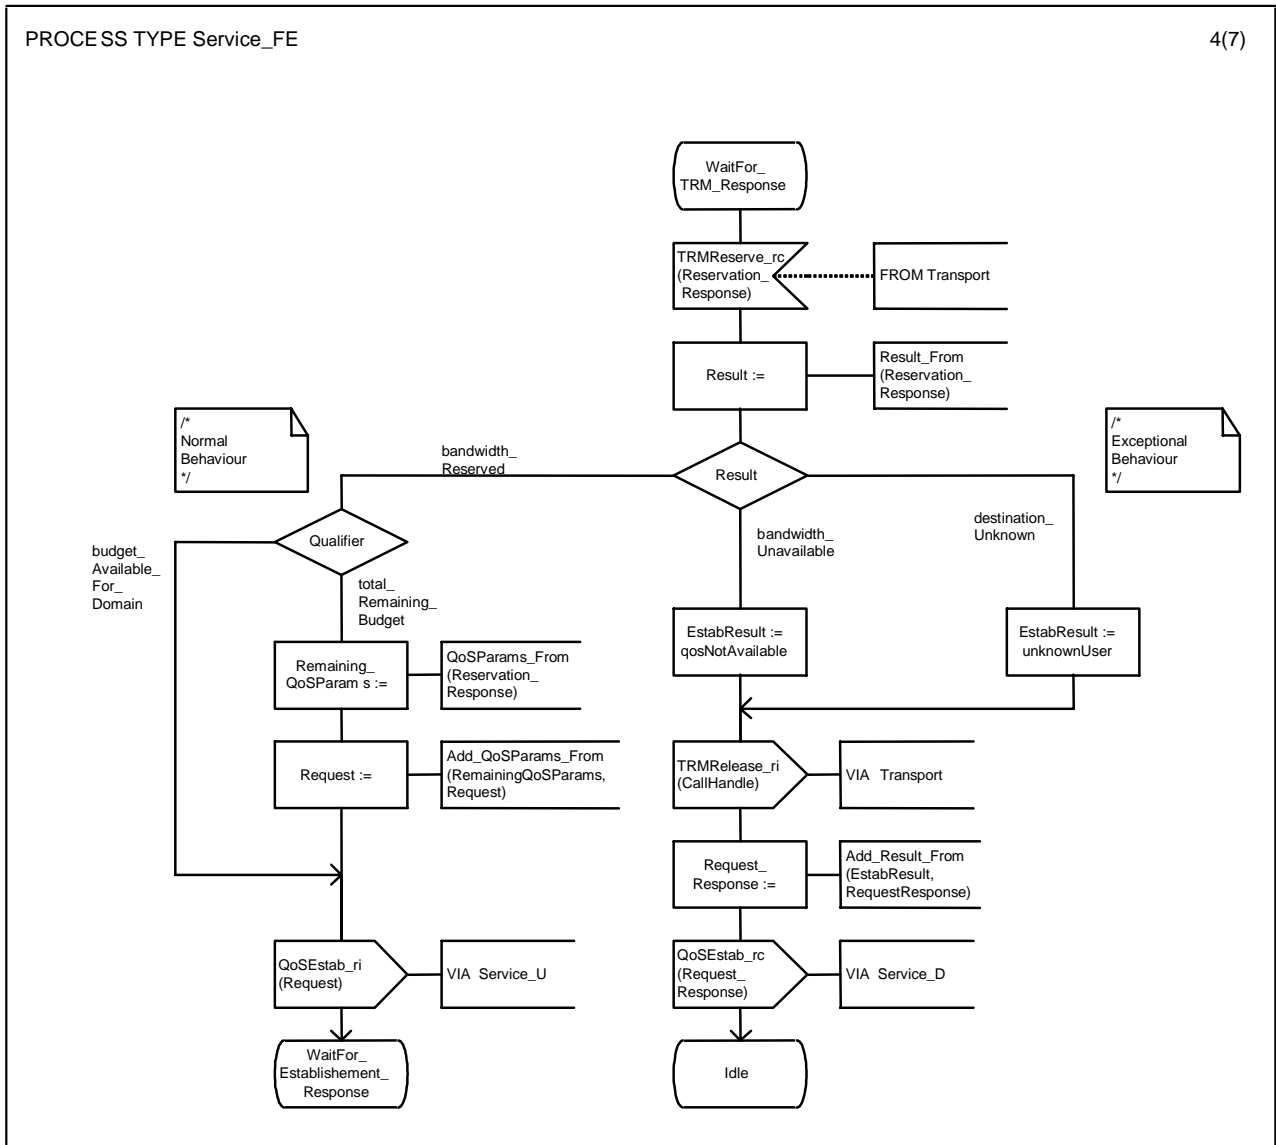 PROCESS TYPE Service_FE
4(7)
WaitFor_
TRM_Response
TRMReserve_rc
(Reservation_
Response)
FROM Transport
Result :=
Result_From
(Reservation_
Response)
/*
Normal
Behaviour
*/
/*
Exceptional
Behaviour
*/
bandwidth_
Reserved
Result
Qualifier
bandwidth_
Unavailable
destination_
Unknown
budget_
Available_
For_
Domain
total_
Remaining_
Budget
EstabResult :=
qosNotAvailable
EstabResult :=
unknownUser
Remaining_
QoSParam s :=
QoSParams_From
(Reservation_
Response)
Request :=
Add_QoSParams_From
(RemainingQoSParams,
Request)
TRMRelease_ri
(CallHandle)
VIA Transport
Request_
Response :=
Add_Result_From
(EstabResult,
RequestResponse)
QoSEstab_ri
(Request)
VIA Service_U
QoSEstab_rc
(Request_
Response)
VIA Service_D
WaitFor_
Establishement_
Response
Idle